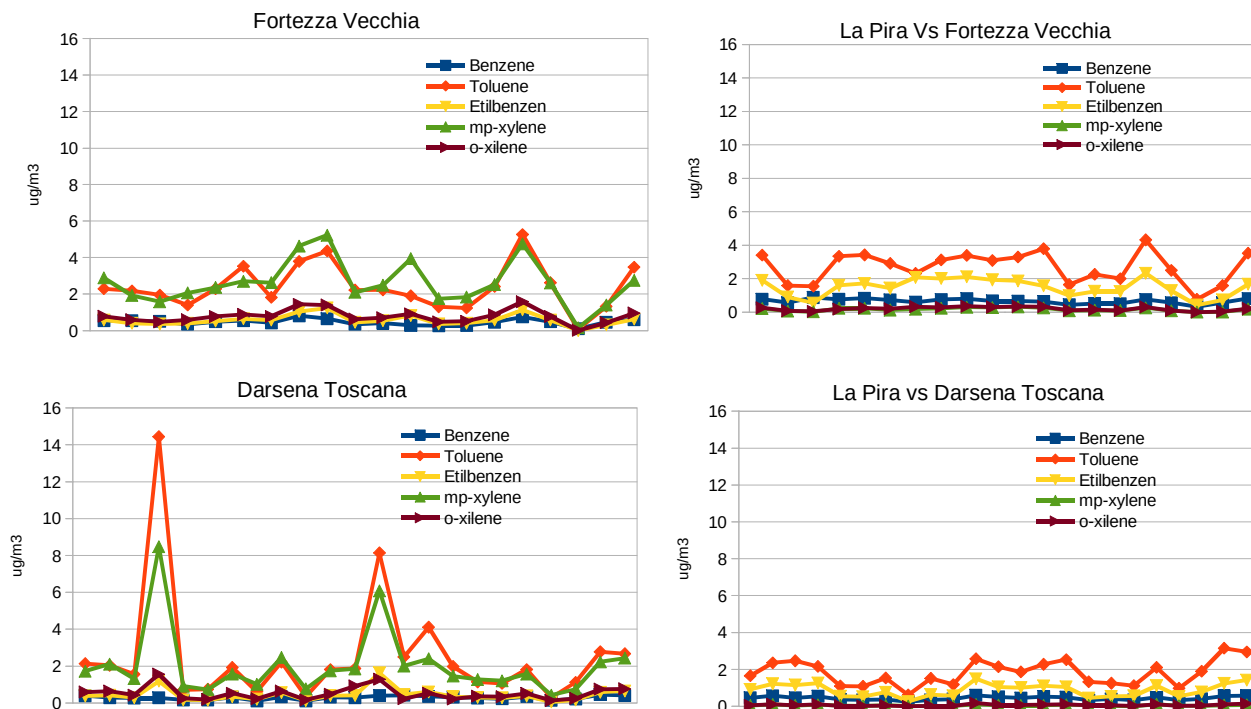 Fortezza Vecchia
16
14
12
10
8
6
4
2
0
ug/m3
Benzene
Toluene
Etilbenzen
mp-xylene
o-xilene
La Pira Vs Fortezza Vecchia
16
14
12
10
8
6
4
2
0
ug/m3
Benzene
Toluene
Etilbenzen
mp-xylene
o-xilene
Darsena Toscana
16
14
12
10
8
6
4
2
0
ug/m3
Benzene
Toluene
Etilbenzen
mp-xylene
o-xilene
La Pira vs Darsena Toscana
16
14
12
10
8
6
4
2
0
ug/m3
Benzene
Toluene
Etilbenzen
mp-xylene
o-xilene